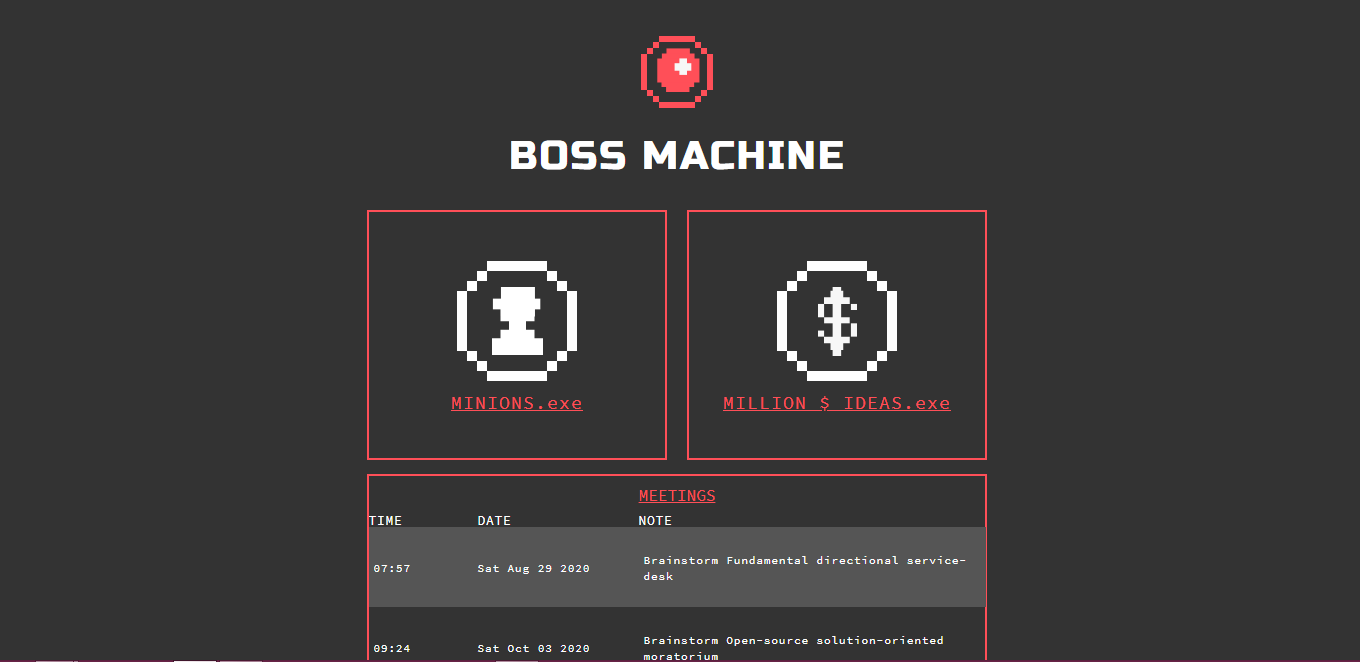 BOSS MACHINE
MINIONS.exe
MILLION $ IDEAS.exe
MEETINGS
TIME DATE NOTE
07:57 Sat Aug 29 2020 Brainstorm Fundamental directional service-
desk
09:24 Sat Oct 03 2020 Brainstorm Open-source solution-oriented
moratorium